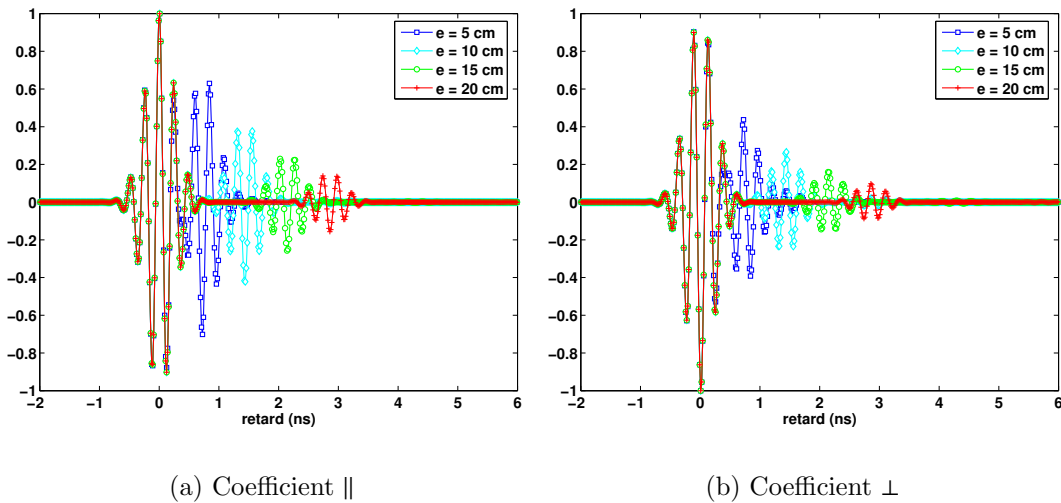 1
0.8
0.6
0.4
0.2
0
−0.2
−0.4
−0.6
−0.8
−1
−2 −1 0 1 2 3 4 5 6
retard (ns)
e = 5 cm
e = 10 cm
e = 15 cm
e = 20 cm
(a) Coefficient ∥
1
0.8
0.6
0.4
0.2
0
−0.2
−0.4
−0.6
−0.8
−1
−2 −1 0 1 2 3 4 5 6
retard (ns)
e = 5 cm
e = 10 cm
e = 15 cm
e = 20 cm
(b) Coefficient ⊥